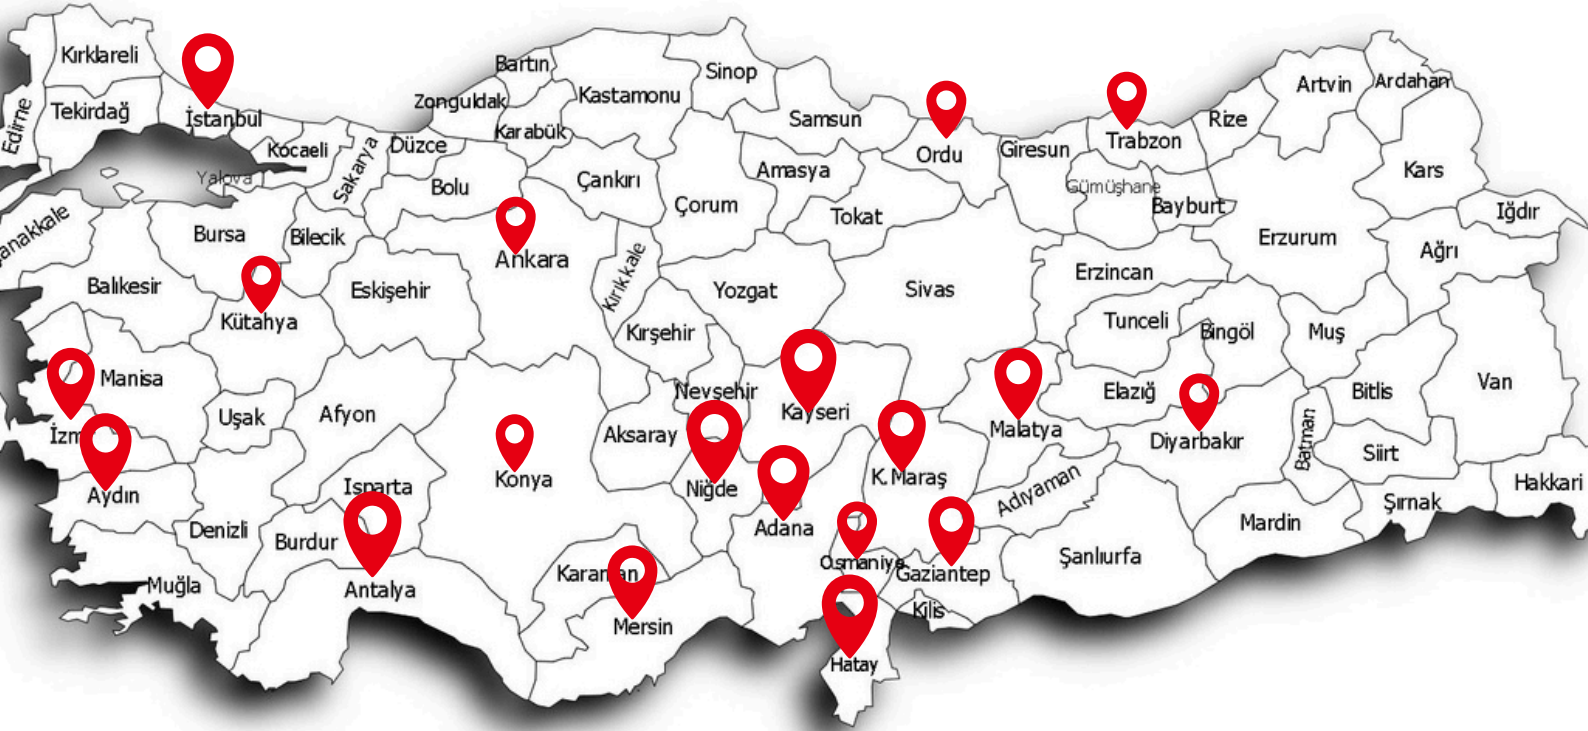 Kırklareli
Tekirdağ
Edirne
İstanbul
Kocaeli
Yalova
Sakarya
Düzce
Zonguldak
Bartın
Karabük
Kastamonu
Sinop
Samsun
Bolu
Çankırı
Çorum
Amasya
Tokat
Ordu
Giresun
Trabzon
Gümüşhane
Bayburt
Rize
Artvin
Ardahan
Kars
Iğdır
Ağrı
Erzurum
Erzincan
Sivas
Yozgat
Kırıkkale
Ankara
Eskişehir
Bilecik
Bursa
anakkale
Balıkesir
Kütahya
Manisa
İzm
Uşak
Afyon
Aydın
Denizli
Muğla
Burdur
Isparta
Antalya
Konya
Karaman
Mersin
Aksaray
Niğde
Nevşehir
Kırşehir
Kayseri
Adana
Osmaniye
Hatay
K.Maraş
Gaziantep
Kilis
Malatya
Adıyaman
Şanlıurfa
Elazığ
Tunceli
Bingöl
Muş
Diyarbakır
Batman
Mardin
Bitlis
Siirt
Şırnak
Van
Hakkari